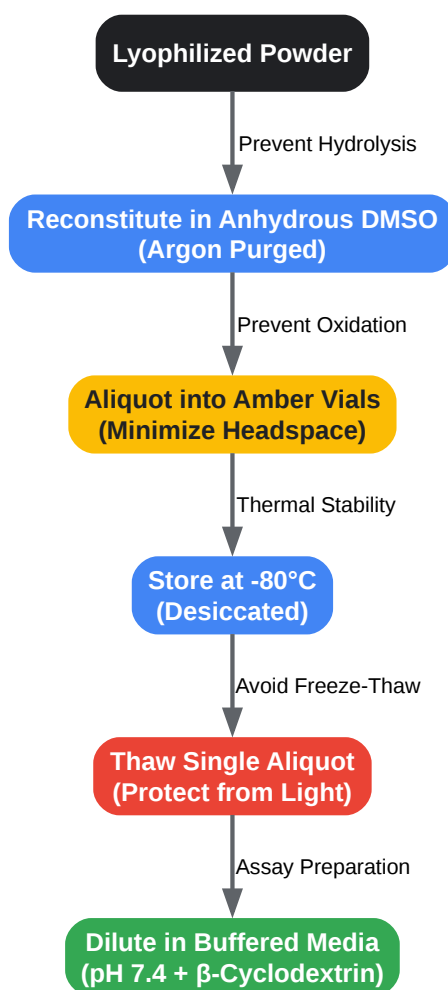 Lyophilized Powder
Prevent Hydrolysis
Reconstitute in Anhydrous DMSO
(Argon Purged)
Prevent Oxidation
Aliquot into Amber Vials
(Minimize Headspace)
Thermal Stability
Store at -80°C
(Desiccated)
Avoid Freeze-Thaw
Thaw Single Aliquot
(Protect from Light)
Assay Preparation
Dilute in Buffered Media
(pH 7.4 + β-Cyclodextrin)